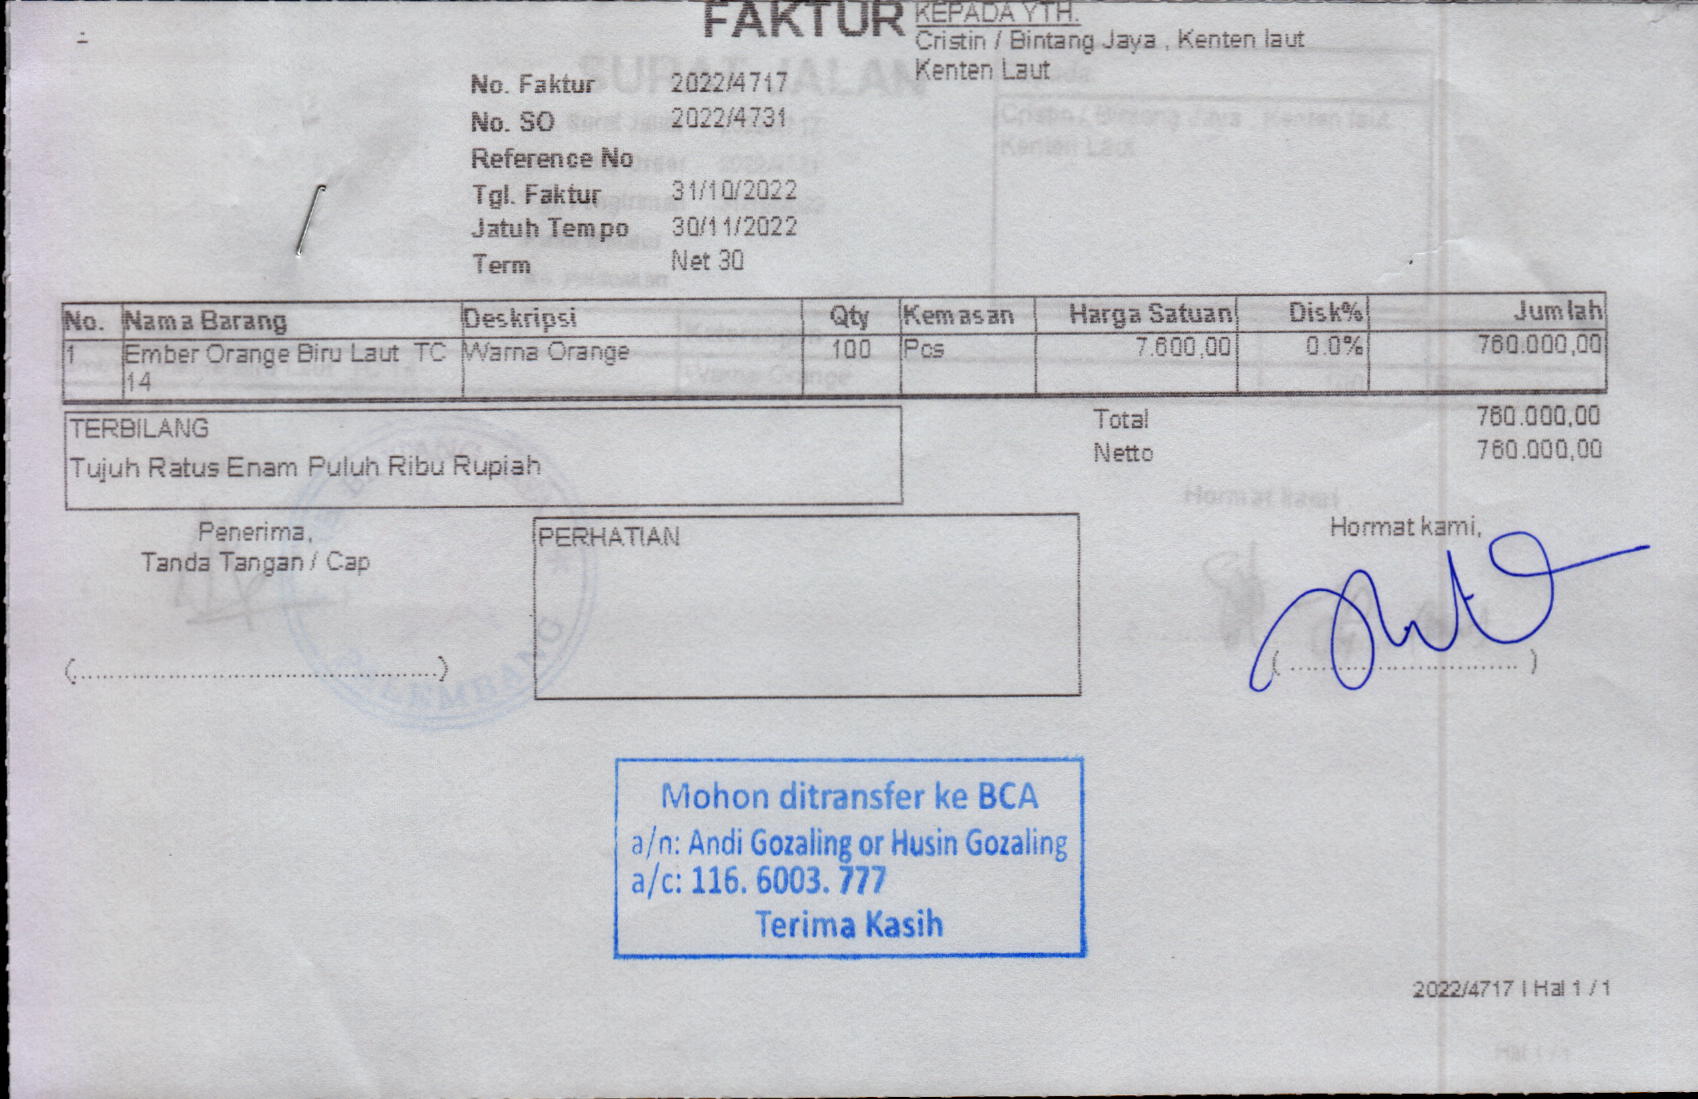 FAKTUR
KEPADA YTH.
Cristin / Bintang Jaya , Kenten laut
Kenten Laut
No. Faktur 2022/4717
No. SO 2022/4731
Reference No
Tgl. Faktur 31/10/2022
Jatuh Tempo 30/11/2022
Term Net 30
No. Nama Barang Deskripsi Qty Kemasan Harga Satuan Disk% Jumlah
1 Ember Orange Biru Laut TC Warna Orange 100 Pcs 7.600,00 0.0% 760.000,00
14
TERBILANG
Tujuh Ratus Enam Puluh Ribu Rupiah
Total 760.000,00
Netto 760.000,00
Penerima,
Tanda Tangan / Cap
PERHATIAN
Hormat kami,
(................................................)
( ................................ )
PALEMBANG
Mohon ditransfer ke BCA
a/n: Andi Gozaling or Husin Gozaling
a/c: 116. 6003. 777
Terima Kasih
2022/4717 | Hal 1 / 1